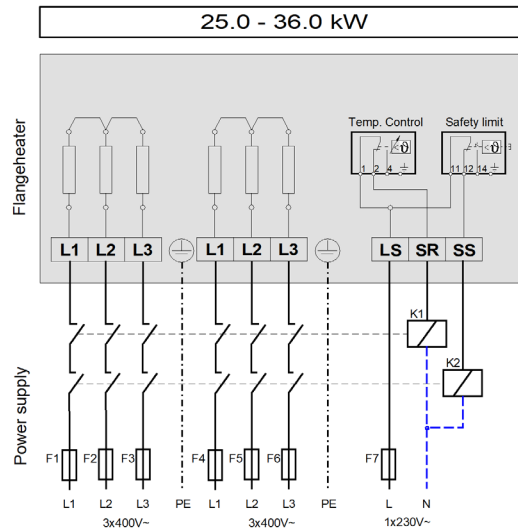 25.0 - 36.0 kW
Flangeheater
Temp. Control Safety limit
ϑ ϑ
1 2 4 11 12 14
L1 L2 L3 L1 L2 L3 LS SR SS
K1
K2
Power supply
F1 F2 F3 F4 F5 F6 F7
L1 L2 L3 PE L1 L2 L3 PE L N
3x400V~ 3x400V~ 1x230V~